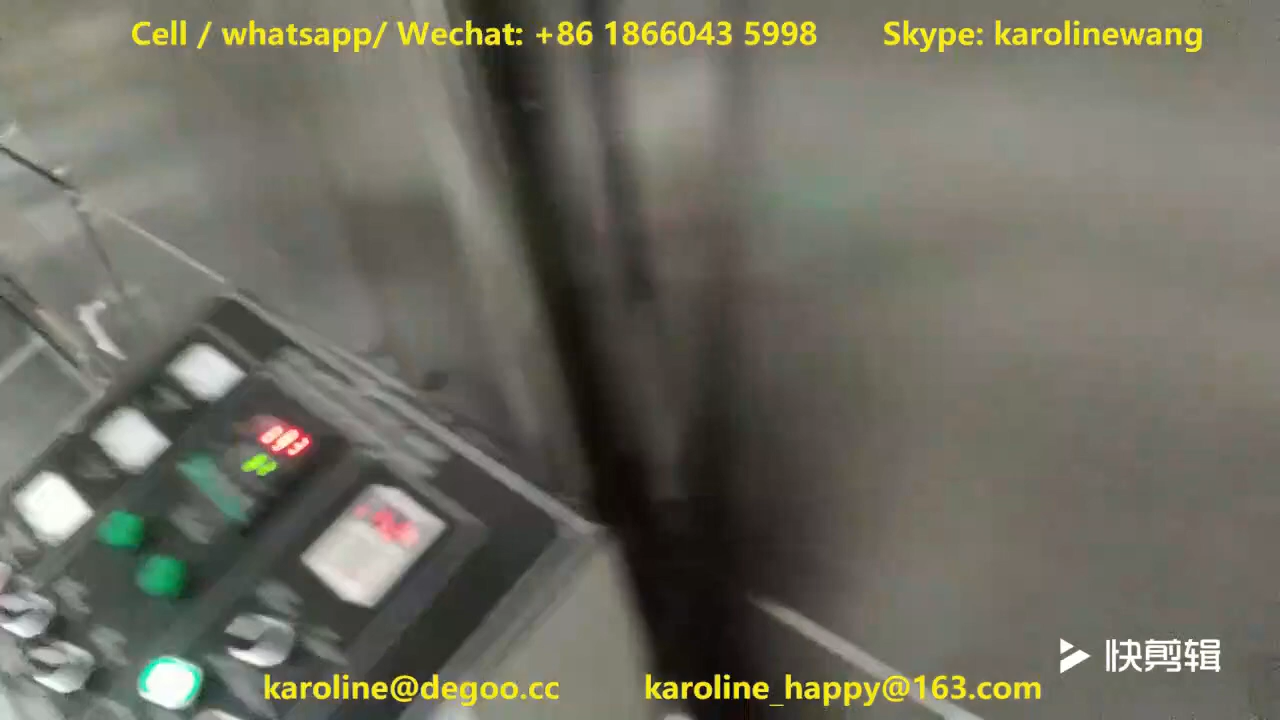 Cell / whatsapp/ Wechat: +86 1866043 5998 Skype: karolinewang
快剪辑
karoline@degoo.cc karoline_happy@163.com